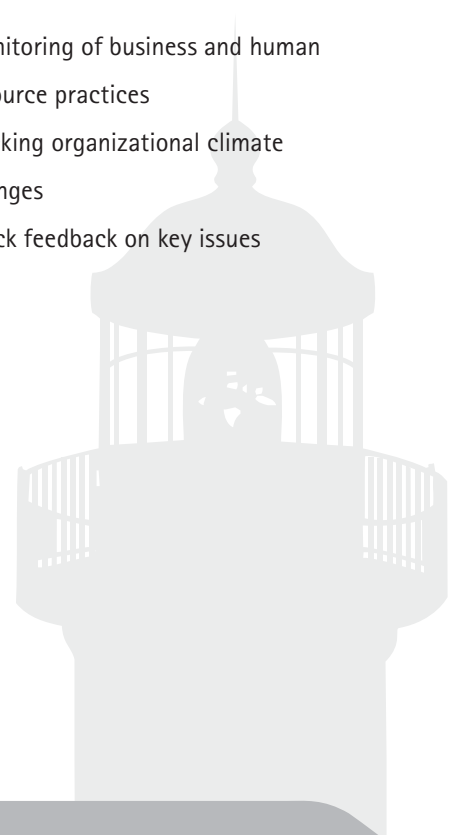 nitoring of business and human
ource practices
king organizational climate
nges
ck feedback on key issues